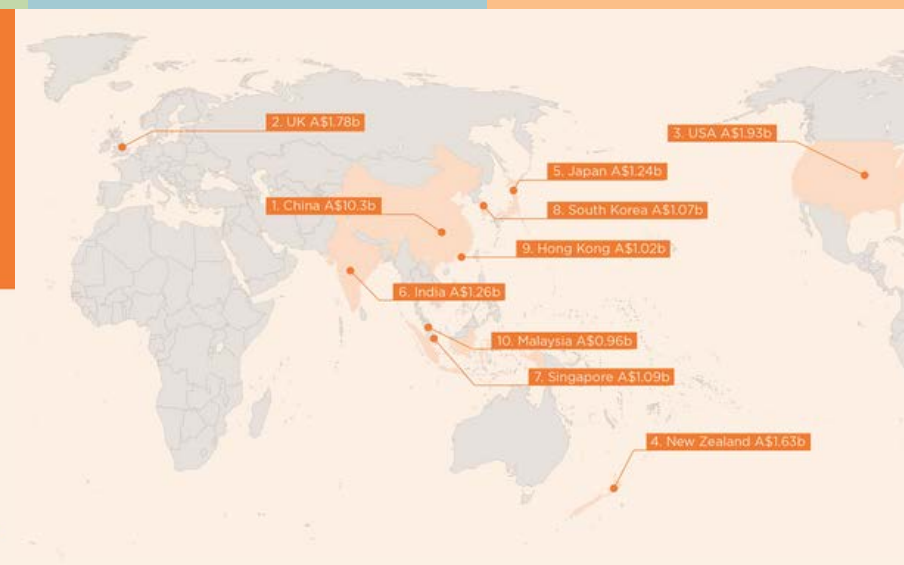 2. UK A$1.78b
3. USA A$1.93b
5. Japan A$1.24b
1. China A$10.3b
8. South Korea A$1.07b
9. Hong Kong A$1.02b
6. India A$1.26b
10. Malaysia A$0.96b
7. Singapore A$1.09b
4. New Zealand A$1.63b